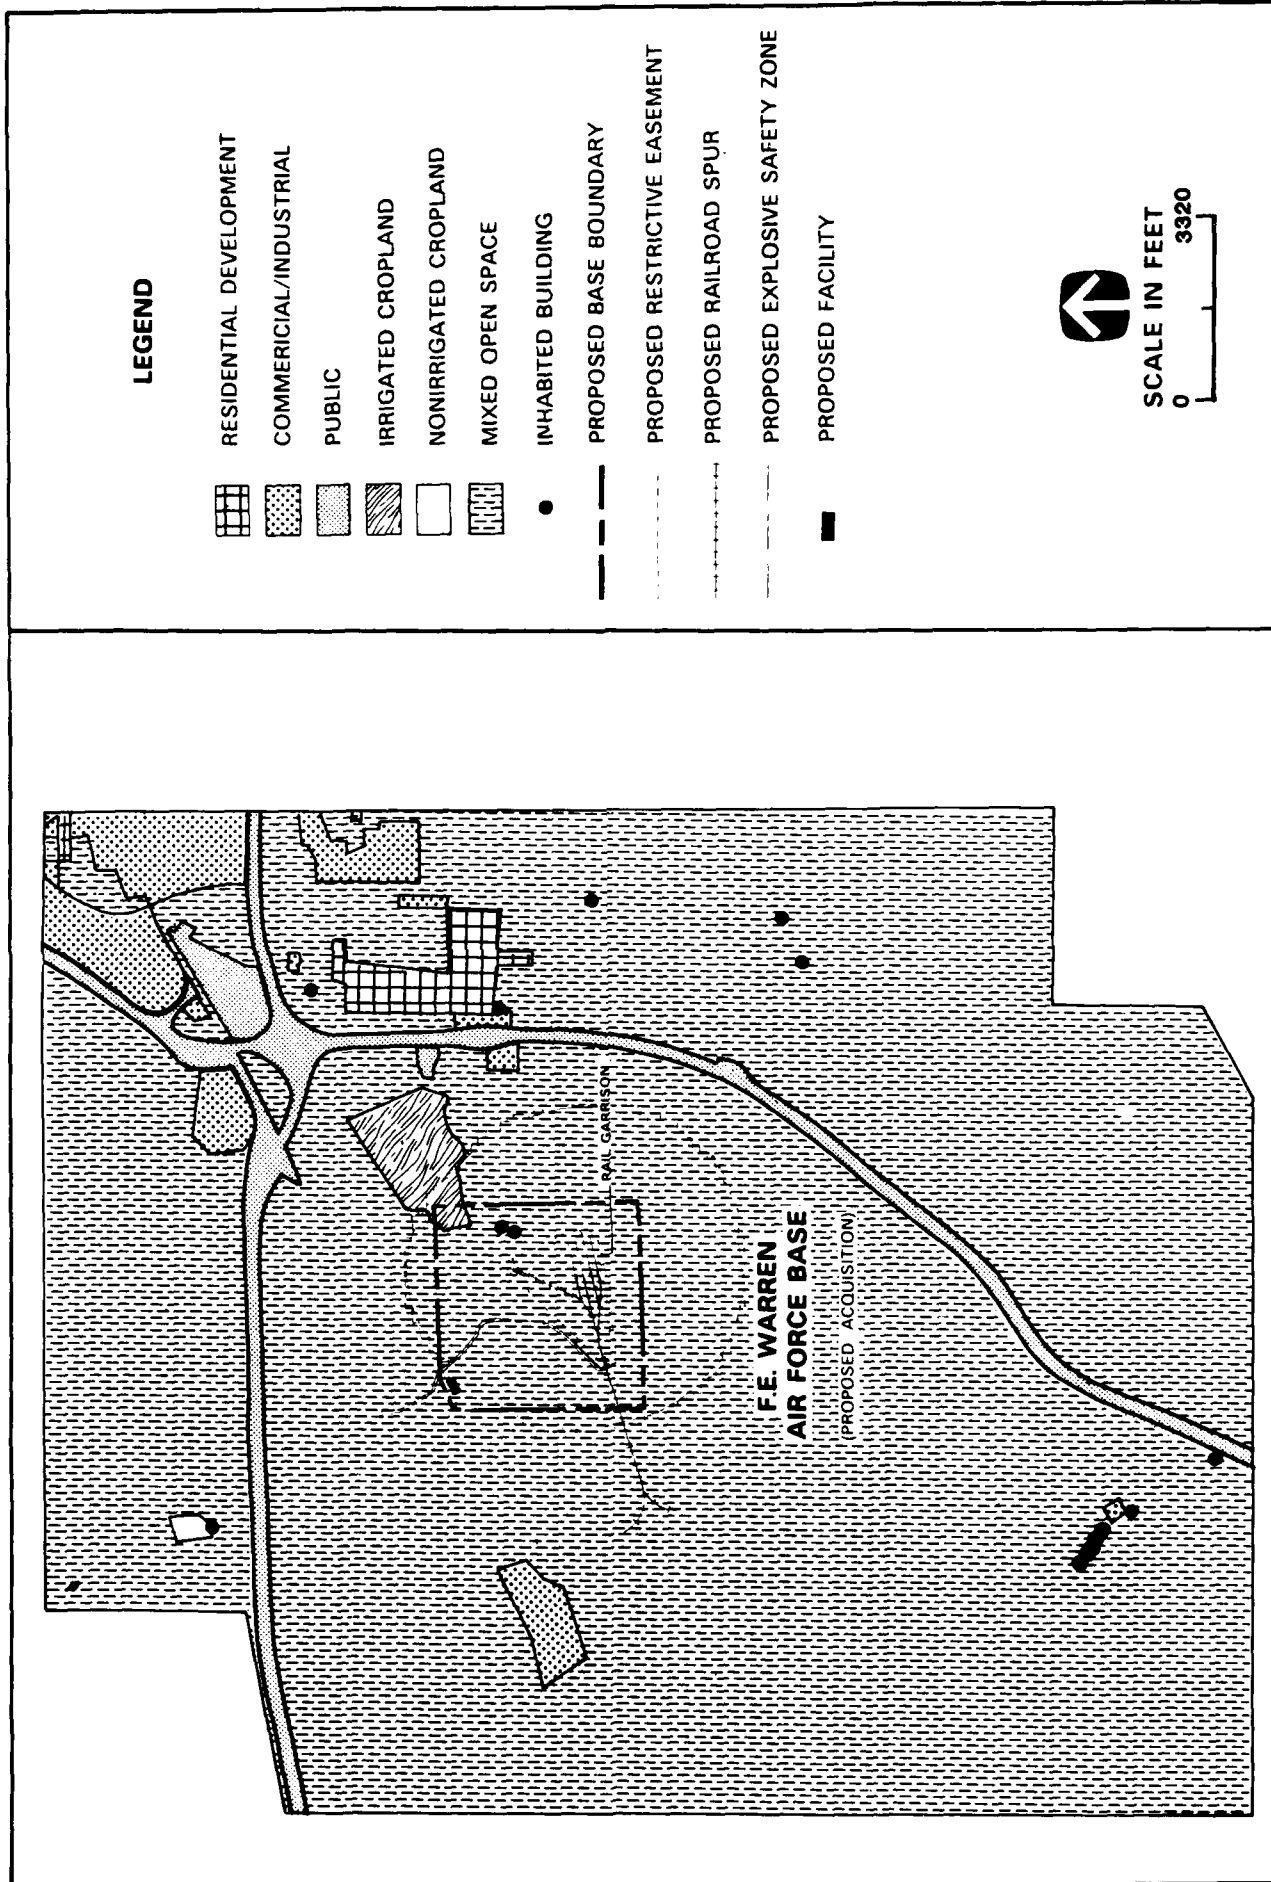 LEGEND
RESIDENTIAL DEVELOPMENT
COMMERICIAL/INDUSTRIAL
PUBLIC
IRRIGATED CROPLAND
NONIRRIGATED CROPLAND
MIXED OPEN SPACE
INHABITED BUILDING
PROPOSED BASE BOUNDARY
PROPOSED RESTRICTIVE EASEMENT
PROPOSED RAILROAD SPUR
PROPOSED EXPLOSIVE SAFETY ZONE
PROPOSED FACILITY
SCALE IN FEET
0 3320
RAIL GARRISON
F.E. WARREN
AIR FORCE BASE
(PROPOSED ACQUISITION)